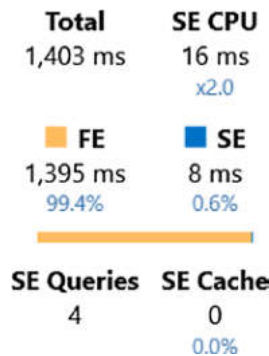 Total SE CPU
1,403 ms 16 ms
x2.0
FE SE
1,395 ms 8 ms
99.4% 0.6%
SE Queries SE Cache
4 0
0.0%